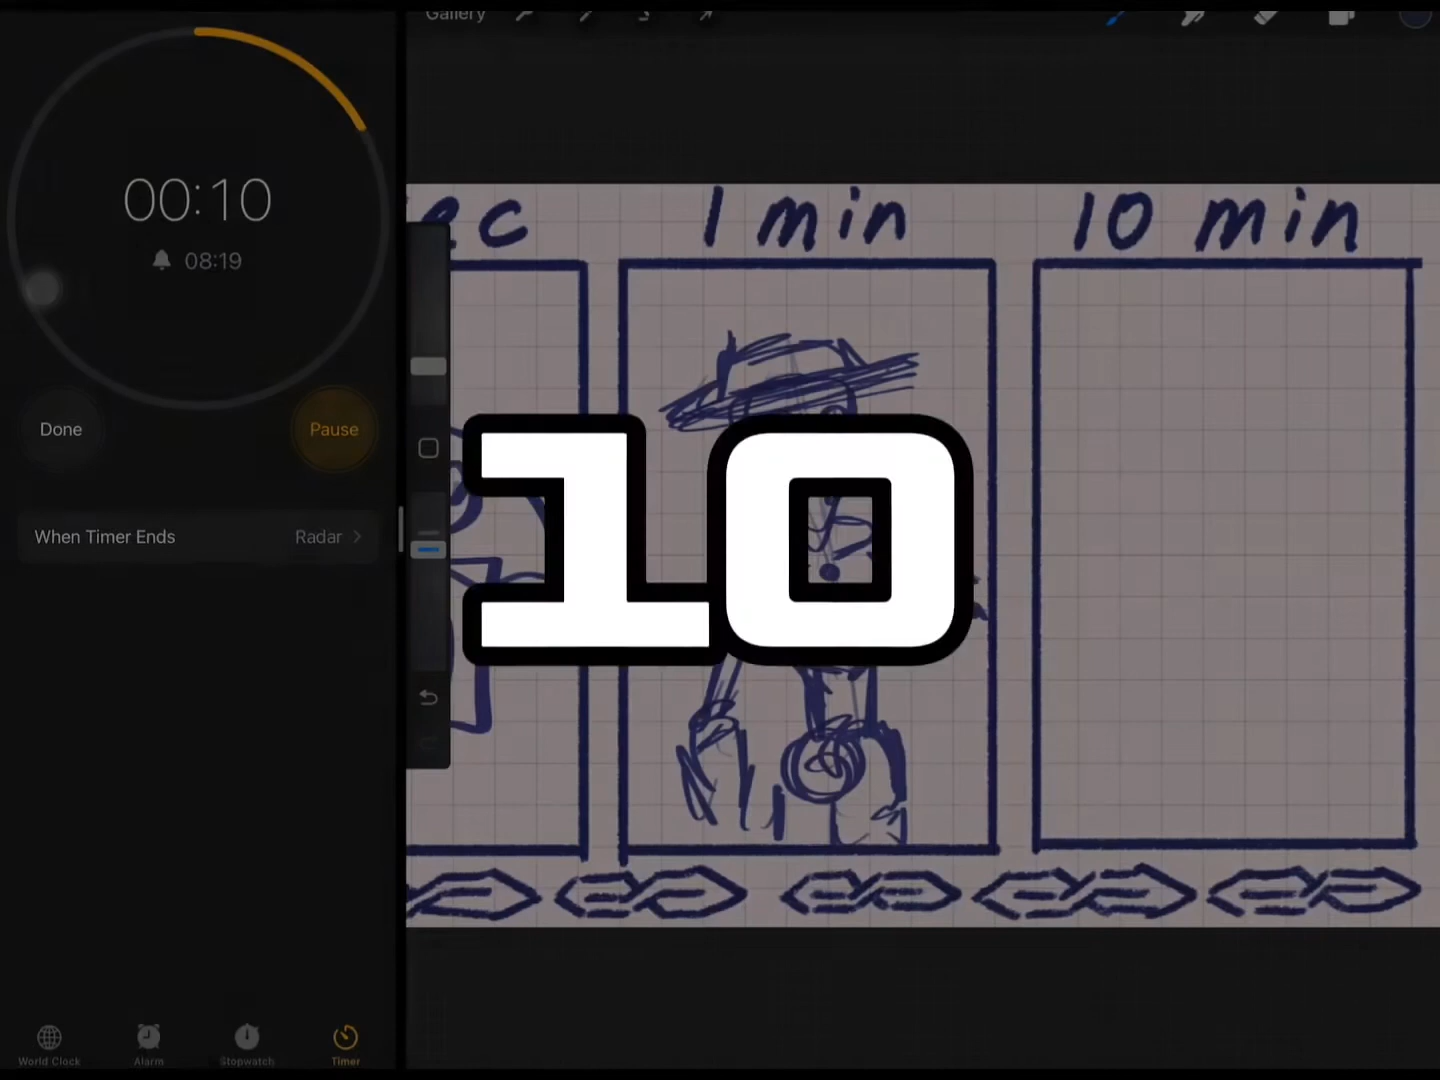 Gallery
00:10
08:19
Done
Pause
When Timer Ends
Radar
World Clock
Alarm
Stopwatch
Timer
ec
1 min
10 min
10